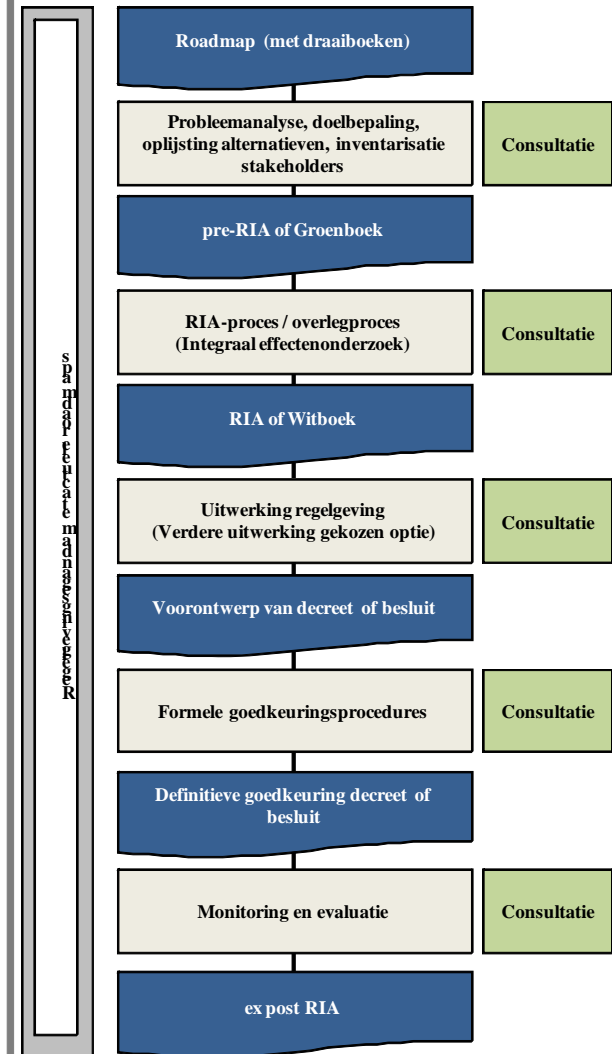 Roadmap (met draaiboeken)
Probleemanalyse, doelbepaling,
oplijsting alternatieven, inventarisatie
stakeholders
Consultatie
pre-RIA of Groenboek
RIA-proces / overlegproces
(Integraal effectenonderzoek)
Consultatie
RIA of Witboek
Uitwerking regelgeving
(Verdere uitwerking gekozen optie)
Consultatie
Voorontwerp van decreet of besluit
Formele goedkeuringsprocedures
Consultatie
Definitieve goedkeuring decreet of
besluit
Monitoring en evaluatie
Consultatie
ex post RIA